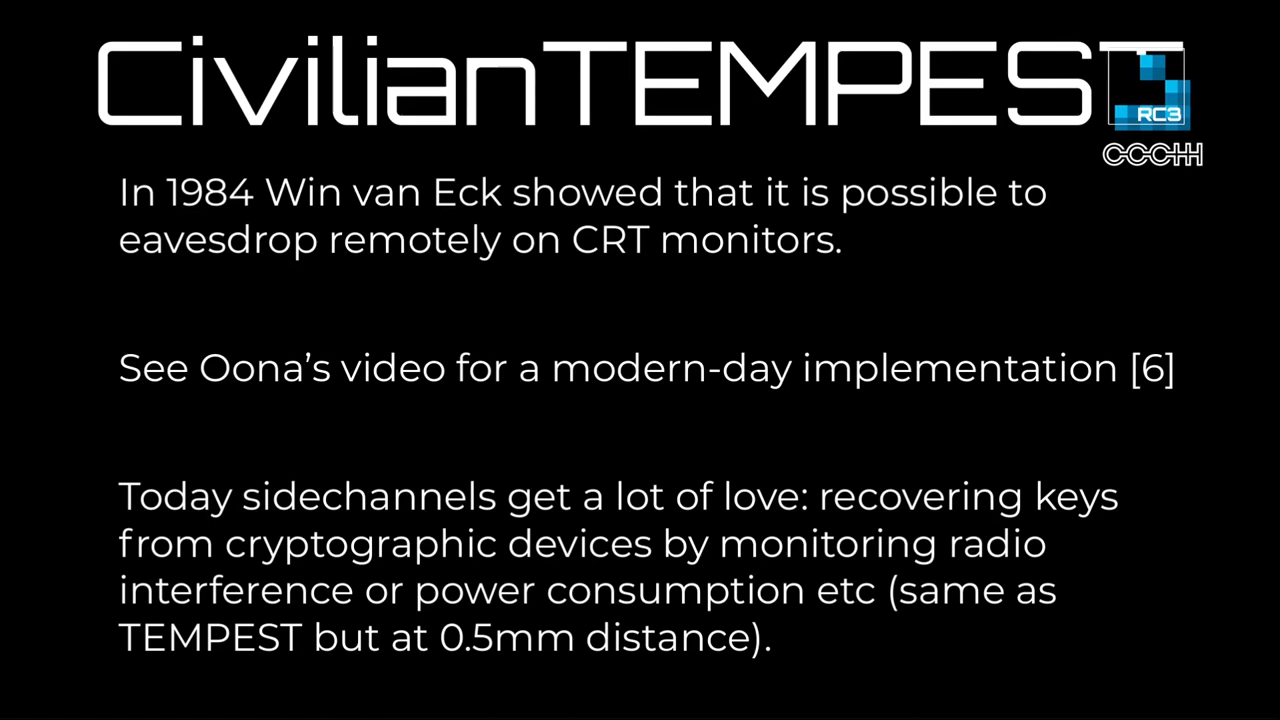 CivilianTEMPEST
RC3
CCCHH
In 1984 Win van Eck showed that it is possible to
eavesdrop remotely on CRT monitors.
See Oona’s video for a modern-day implementation [6]
Today sidechannels get a lot of love: recovering keys
from cryptographic devices by monitoring radio
interference or power consumption etc (same as
TEMPEST but at 0.5mm distance).